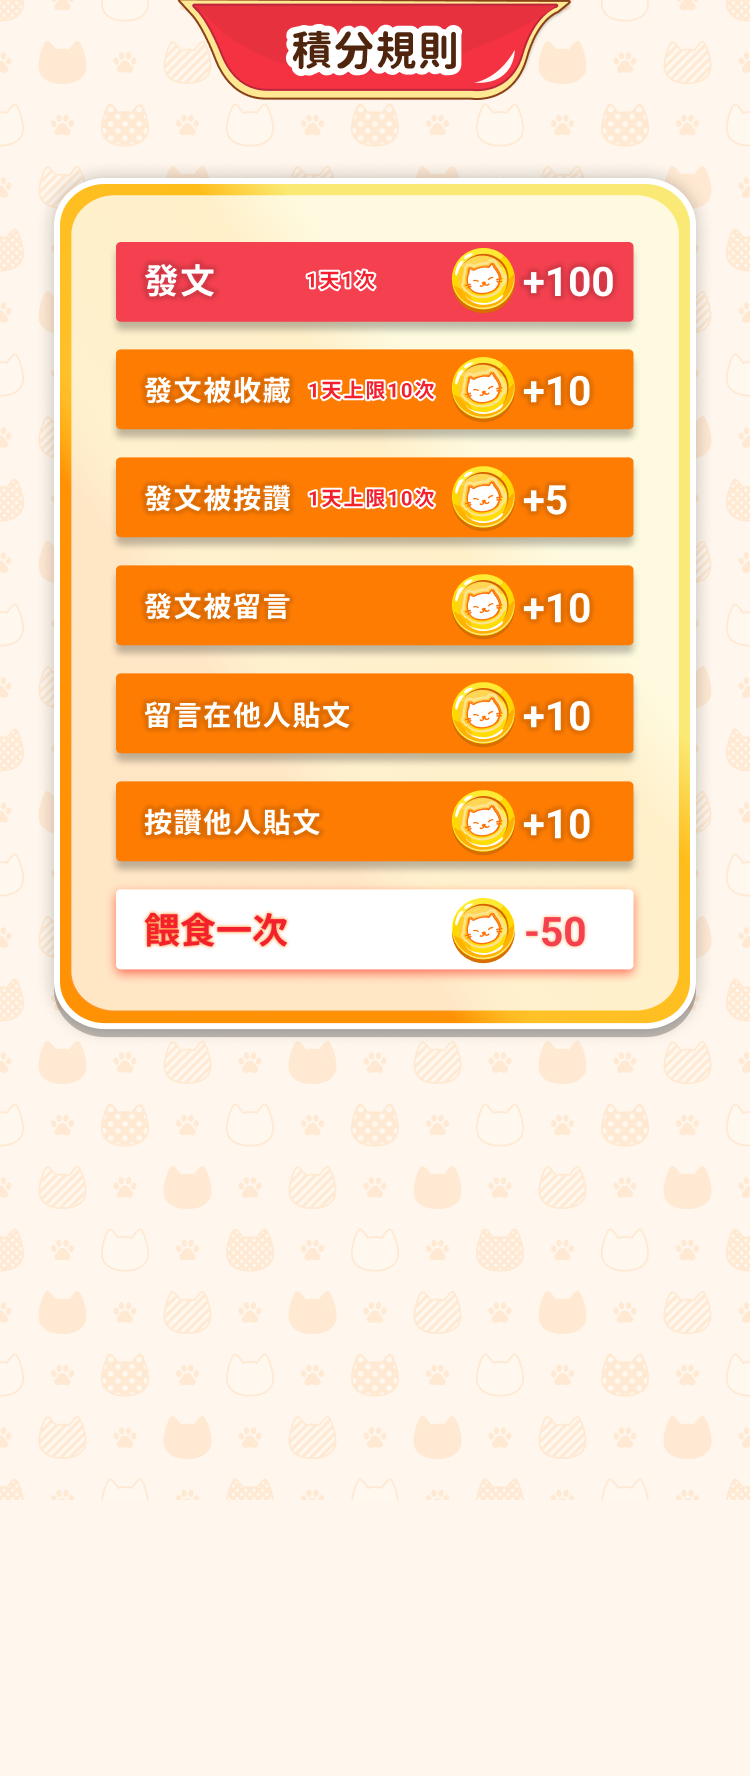 積分規則
發文 1天1次 +100
發文被收藏 1天上限10次 +10
發文被按讚 1天上限10次 +5
發文被留言 +10
留言在他人貼文 +10
按讚他人貼文 +10
餵食一次 -50